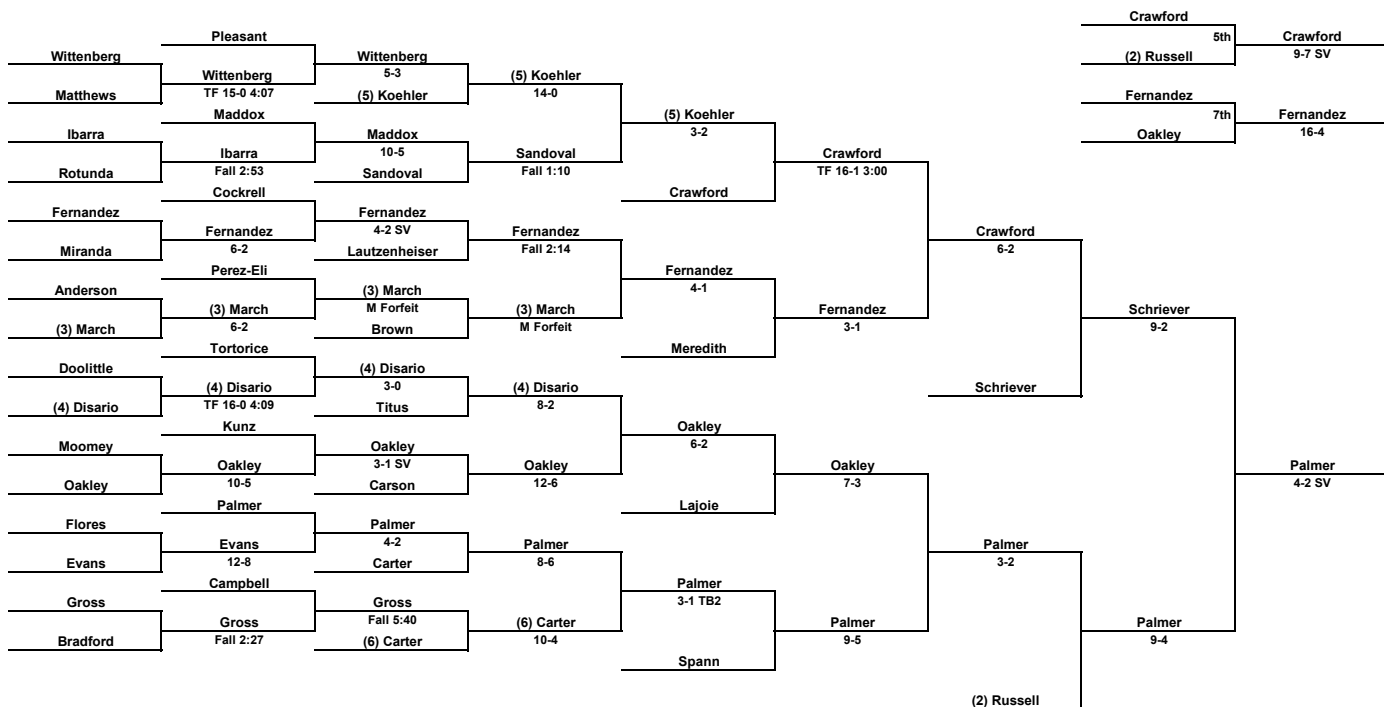 Crawford
5th
Crawford
(2) Russell
9-7 SV
Fernandez
7th
Fernandez
Oakley
16-4
Pleasant
Wittenberg
Wittenberg
5-3
Wittenberg
(5) Koehler
TF 15-0 4:07
14-0
Matthews
(5) Koehler
Maddox
(5) Koehler
3-2
Ibarra
Maddox
10-5
Ibarra
Sandoval
Crawford
Fall 2:53
Fall 1:10
TF 16-1 3:00
Rotunda
Sandoval
Cockrell
Crawford
Fernandez
Fernandez
4-2 SV
Fernandez
Fernandez
Crawford
6-2
Fall 2:14
6-2
Miranda
Lautzenheiser
Perez-Eli
Fernandez
4-1
Anderson
(3) March
M Forfeit
(3) March
(3) March
Fernandez
Schriever
6-2
M Forfeit
3-1
9-2
(3) March
Brown
Tortorice
Meredith
Doolittle
(4) Disario
3-0
(4) Disario
(4) Disario
Schriever
TF 16-0 4:09
8-2
(4) Disario
Titus
Kunz
Oakley
6-2
Moomey
Oakley
3-1 SV
Oakley
Oakley
Oakley
Palmer
10-5
12-6
7-3
4-2 SV
Oakley
Carson
Palmer
Lajoie
Flores
Palmer
4-2
Evans
Palmer
Palmer
12-8
8-6
3-2
Evans
Carter
Campbell
Palmer
3-1 TB2
Gross
Gross
Fall 5:40
Gross
(6) Carter
Palmer
Palmer
Fall 2:27
10-4
9-5
9-4
Bradford
(6) Carter
Spann
(2) Russell